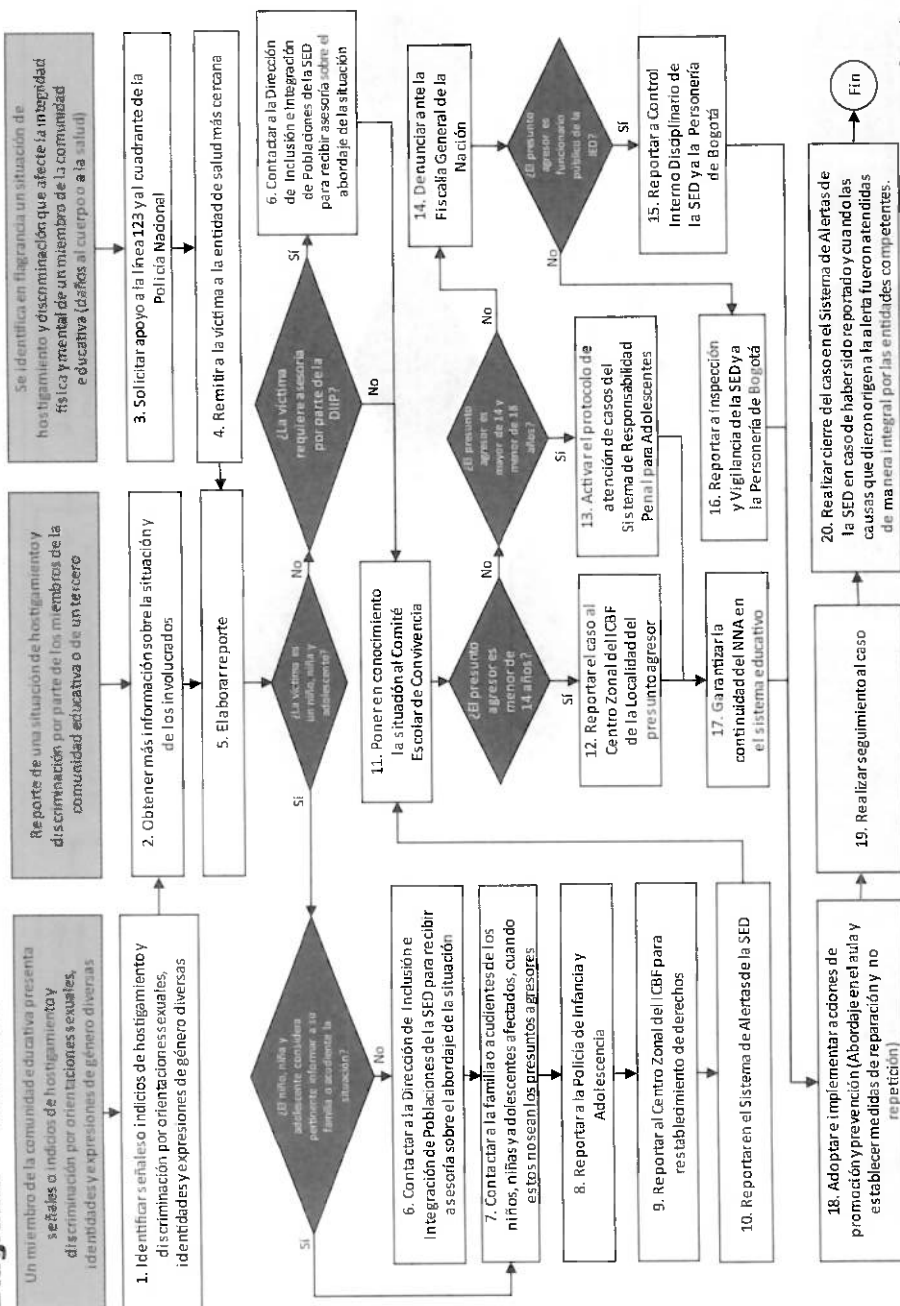 Un miembro de la comunidad educativa presenta
señales o indicios de hostigamiento y
discriminación por orientaciones sexuales,
identidades y expresiones de género diversas
Reporte de una situación de hostigamiento y
discriminación por parte de los miembros de la
comunidad educativa o de un tercero
Se identifica en flagrancia una situación de
hostigamiento y discriminación que afecte la integridad
física y mental de un miembro de la comunidad
educativa (daños al cuerpo o a la salud)
1. Identificar señales o indicios de hostigamiento y
discriminación por orientaciones sexuales,
identidades y expresiones de género diversas
2. Obtener más información sobre la situación y
de los involucrados
3. Solicitar apoyo a la línea 123 y al cuadrante de la
Policía Nacional
4. Remitir a la víctima a la entidad de salud más cercana
5. Elaborar reporte
¿La víctima es
un niño, niña y
adolescente?
Sí
No
¿La víctima
requiere asesoría
por parte de la
DIIP?
Sí
No
6. Contactar a la Dirección
de Inclusión e Integración
de Poblaciones de la SED
para recibir asesoría sobre el
abordaje de la situación
¿El niño, niña y
adolescente considera
pertinente informar a su
familia o acudiente la
situación?
Sí
No
6. Contactar a la Dirección de Inclusión e
Integración de Poblaciones de la SED para recibir
asesoría sobre el abordaje de la situación
7. Contactar a la familia o acudientes de los
niños, niñas y adolescentes afectados, cuando
estos no sean los presuntos agresores
8. Reportar a la Policía de Infancia y
Adolescencia
9. Reportar al Centro Zonal del ICBF para
restablecimiento de derechos
10. Reportar en el Sistema de Alertas de la SED
11. Poner en conocimiento
la situación al Comité
Escolar de Convivencia
¿El presunto
agresor es
menor de
14 años?
Sí
No
12. Reportar el caso al
Centro Zonal del ICBF
de la Localidad del
presunto agresor
¿El presunto
agresor es
mayor de 14 y
menor de 18
años?
Sí
No
13. Activar el protocolo de
atención de casos del
Sistema de Responsabilidad
Penal para Adolescentes
14. Denunciar ante la
Fiscalía General de la
Nación
¿El presunto
agresor es
funcionario
público de la
IED?
No
Sí
15. Reportar a Control
Interno Disciplinario de
la SED y a la Personería
de Bogotá
16. Reportar a inspección
y Vigilancia de la SED y a
la Personería de Bogotá
17. Garantizar la
continuidad del NNA en
el sistema educativo
18. Adoptar e implementar acciones de
promoción y prevención (Abordaje en el aula y
establecer medidas de reparación y no
repetición)
19. Realizar seguimiento al caso
20. Realizar cierre del caso en el Sistema de Alertas de
la SED en caso de haber sido reportado y cuando las
causas que dieron origen a la alerta fueron atendidas
de manera integral por las entidades competentes.
Fin